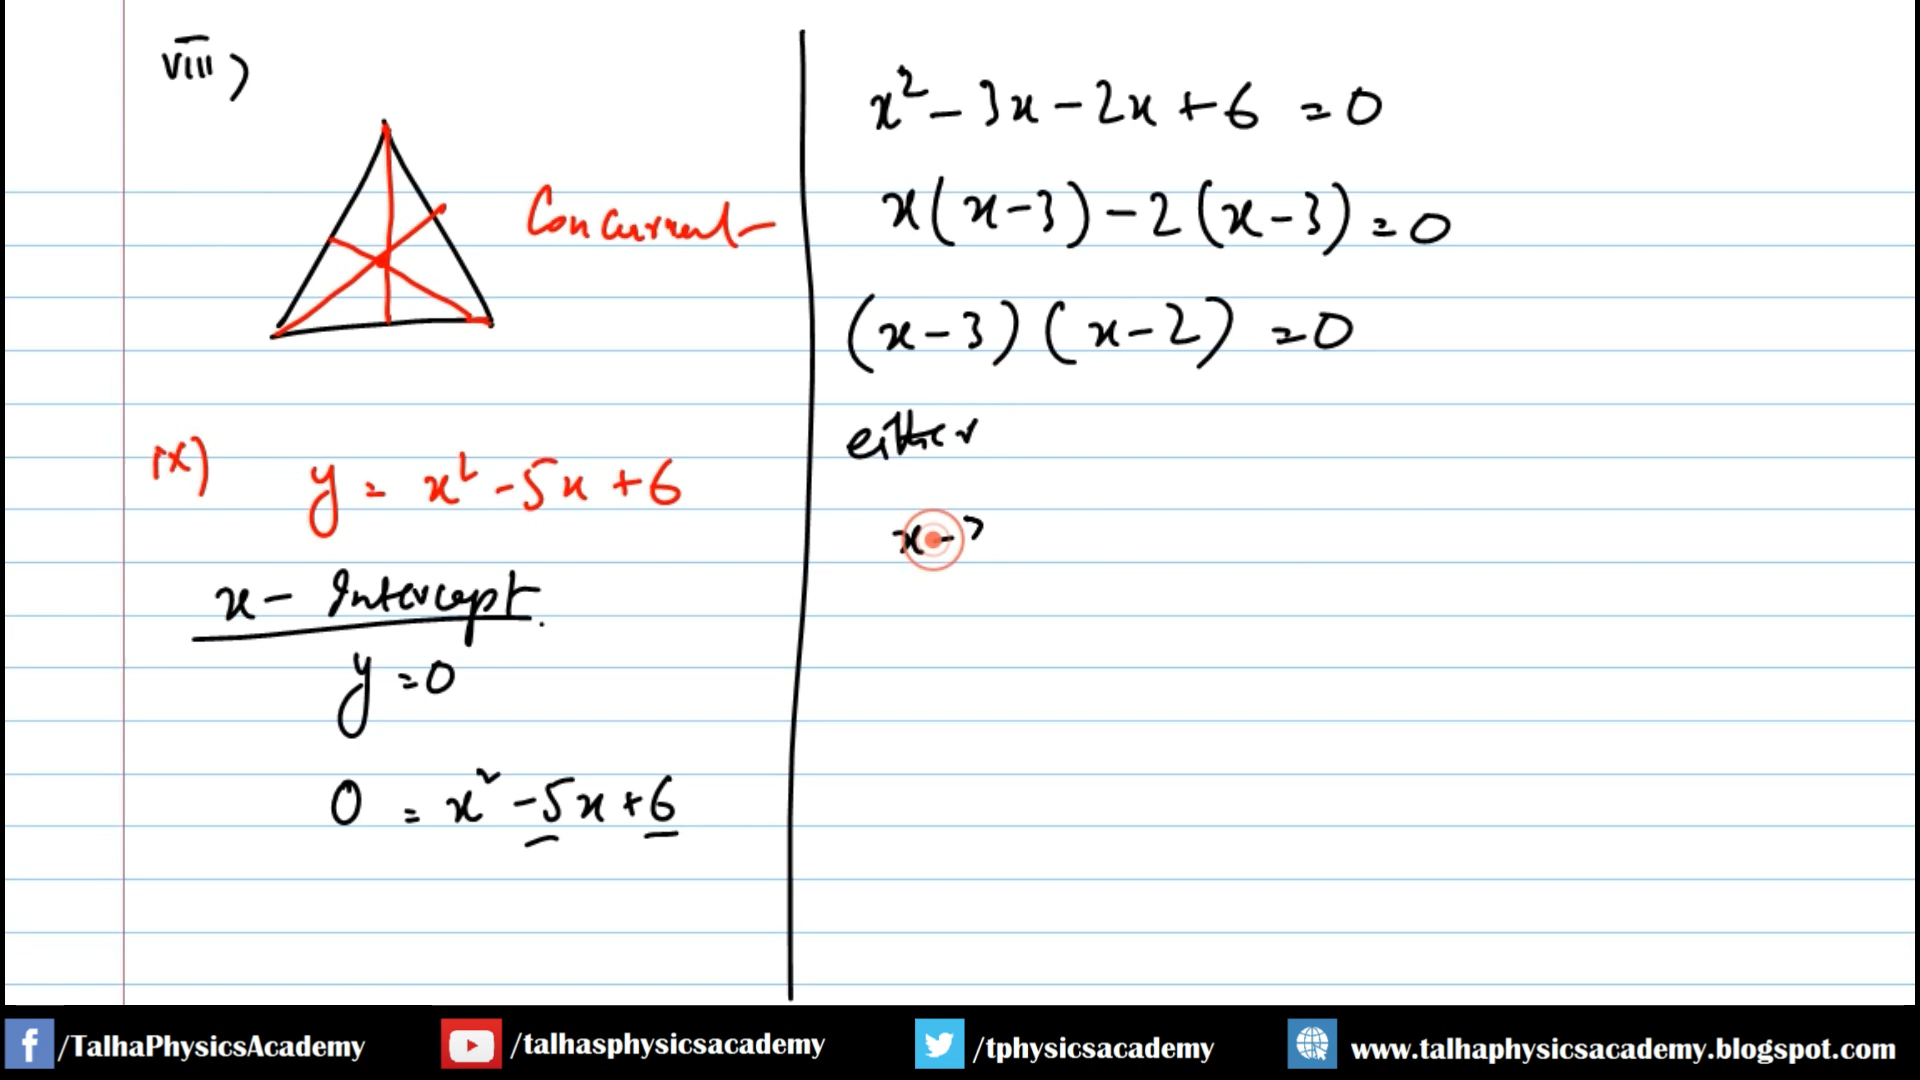 viii)
Concurrent
ix) y = x² - 5x + 6
x - Intercept.
y = 0
0 = x² - 5x + 6
x² - 3x - 2x + 6 = 0
x(x-3) - 2(x-3) = 0
(x-3)(x-2) = 0
either
x -
/TalhaPhysicsAcademy
/talhasphysicsacademy
/tphysicsacademy
www.talhaphysicsacademy.blogspot.com